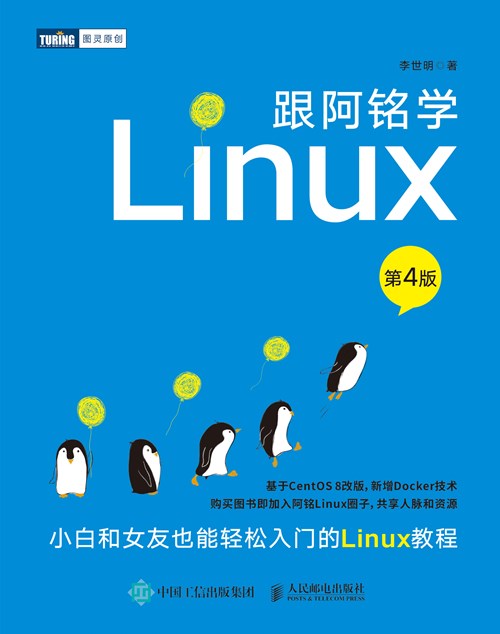 TURING 图灵原创
李世明◎著
跟阿铭学
Linux
第4版
基于CentOS 8改版,新增Docker技术
购买图书即加入阿铭Linux圈子,共享人脉和资源
小白和女友也能轻松入门的Linux教程
中国工信出版集团 人民邮电出版社
POSTS & TELECOM PRESS